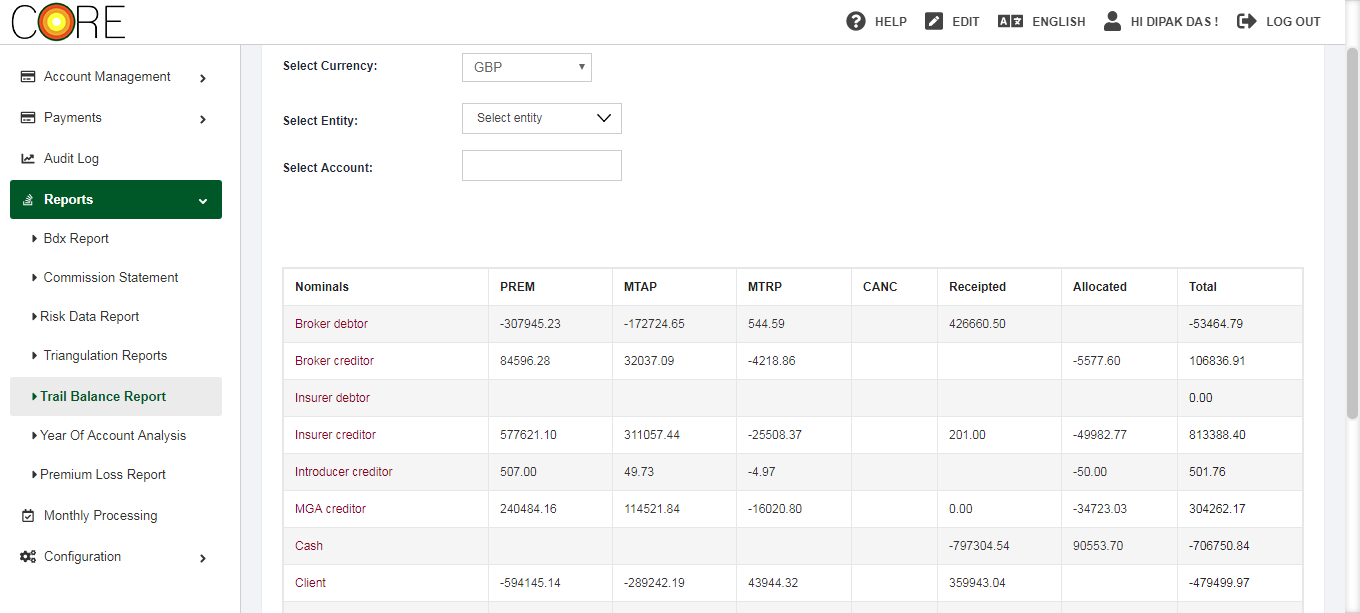 CORE
HELP
EDIT
ENGLISH
HI DIPAK DAS !
LOG OUT
Account Management
Payments
Audit Log
Reports
Bdx Report
Commission Statement
Risk Data Report
Triangulation Reports
Trail Balance Report
Year Of Account Analysis
Premium Loss Report
Monthly Processing
Configuration
Select Currency: GBP
Select Entity: Select entity
Select Account:
Nominals PREM MTAP MTRP CANC Receipted Allocated Total
Broker debtor -307945.23 -172724.65 544.59 426660.50 -53464.79
Broker creditor 84596.28 32037.09 -4218.86 -5577.60 106836.91
Insurer debtor 0.00
Insurer creditor 577621.10 311057.44 -25508.37 201.00 -49982.77 813388.40
Introducer creditor 507.00 49.73 -4.97 -50.00 501.76
MGA creditor 240484.16 114521.84 -16020.80 0.00 -34723.03 304262.17
Cash -797304.54 90553.70 -706750.84
Client -594145.14 -289242.19 43944.32 359943.04 -479499.97